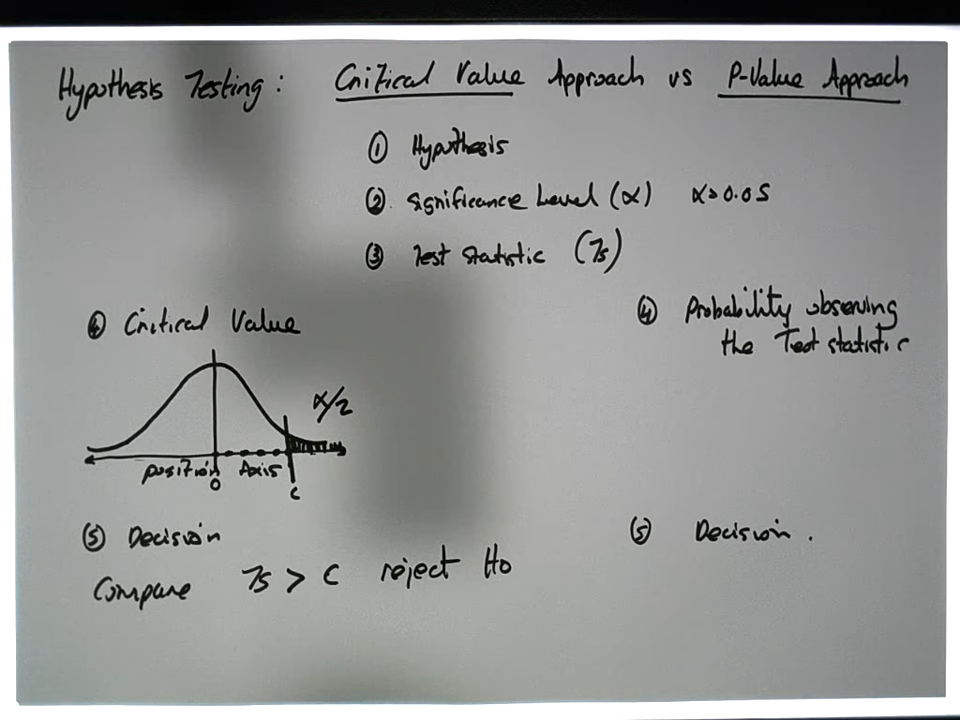 Hypothesis Testing: Critical Value Approach vs P-Value Approach
① Hypothesis
② Significance Level (α) α=0.05
③ Test Statistic (Ts)
④ Critical Value
④ Probability observing
the Test statistic
α/2
position Axis
0
c
⑤ Decision
⑤ Decision.
Compare Ts > C reject Ho